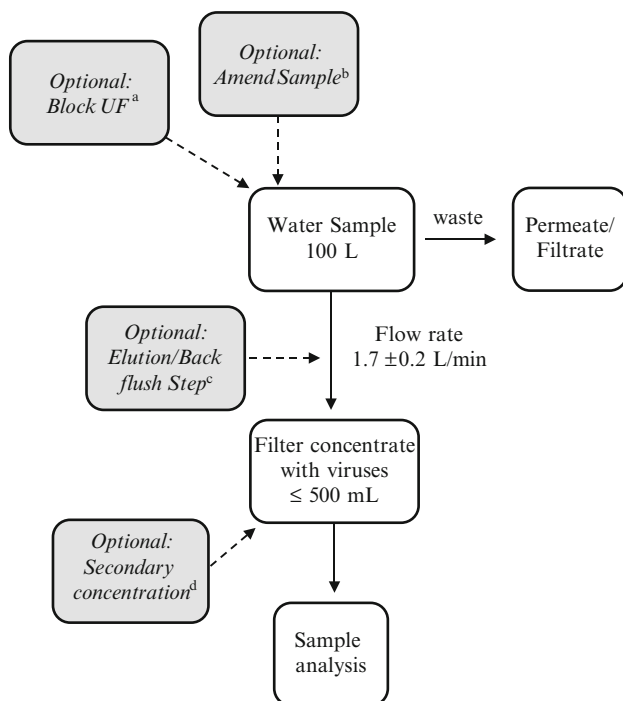 Optional:
Block UF a
Optional:
Amend Sample b
Water Sample
100 L
waste
Permeate/
Filtrate
Optional:
Elution/Back
flush Step c
Flow rate
1.7 ±0.2 L/min
Filter concentrate
with viruses
≤ 500 mL
Optional:
Secondary
concentration d
Sample
analysis